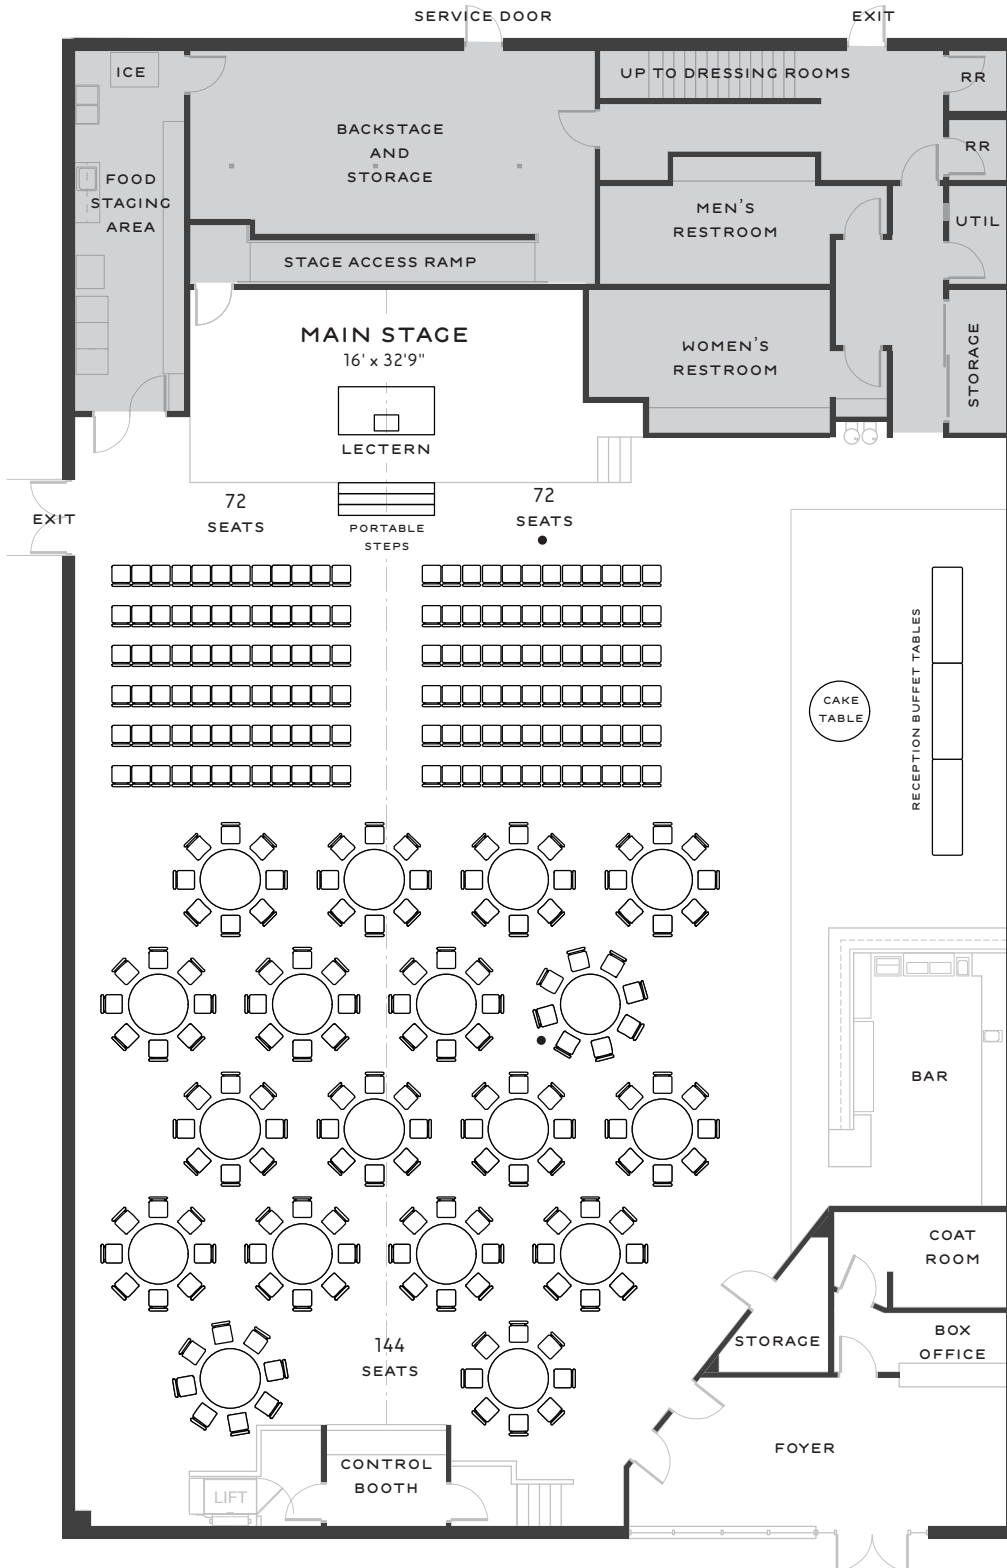 SERVICE DOOR
EXIT
ICE
UP TO DRESSING ROOMS
RR
BACKSTAGE
AND
STORAGE
RR
FOOD
STAGING
AREA
MEN'S
RESTROOM
UTIL
STAGE ACCESS RAMP
MAIN STAGE
16' x 32'9"
WOMEN'S
RESTROOM
STORAGE
LECTERN
72
SEATS
72
SEATS
EXIT
PORTABLE
STEPS
RECEPTION BUFFET TABLES
CAKE
TABLE
BAR
COAT
ROOM
STORAGE
BOX
OFFICE
144
SEATS
FOYER
CONTROL
BOOTH
LIFT